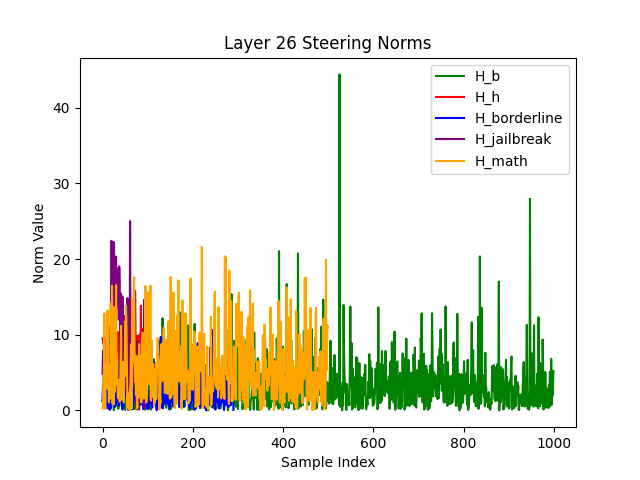 Layer 26 Steering Norms
H_b
H_h
H_borderline
H_jailbreak
H_math
40
30
20
10
0
Norm Value
0
200
400
600
800
1000
Sample Index